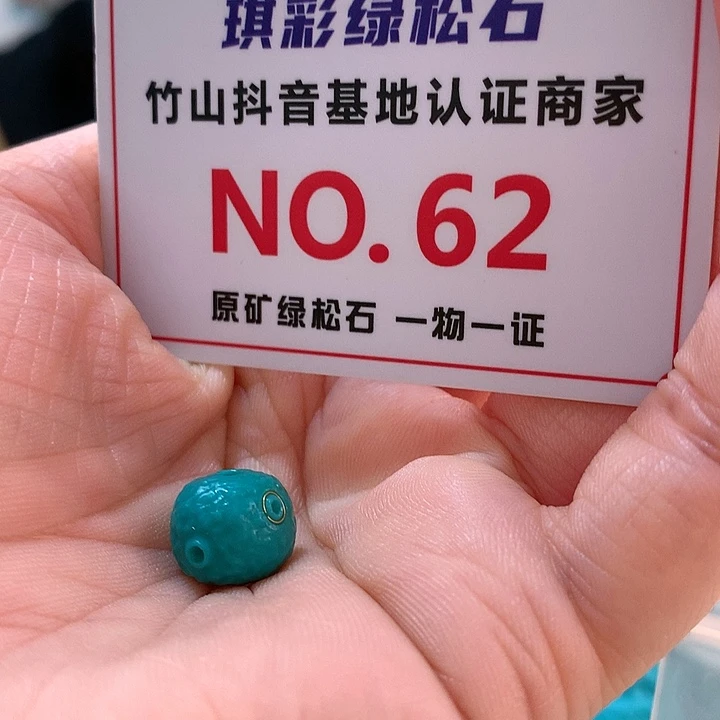 琪彩绿松石
竹山抖音基地认证商家
NO.62
原矿绿松石 一物一证